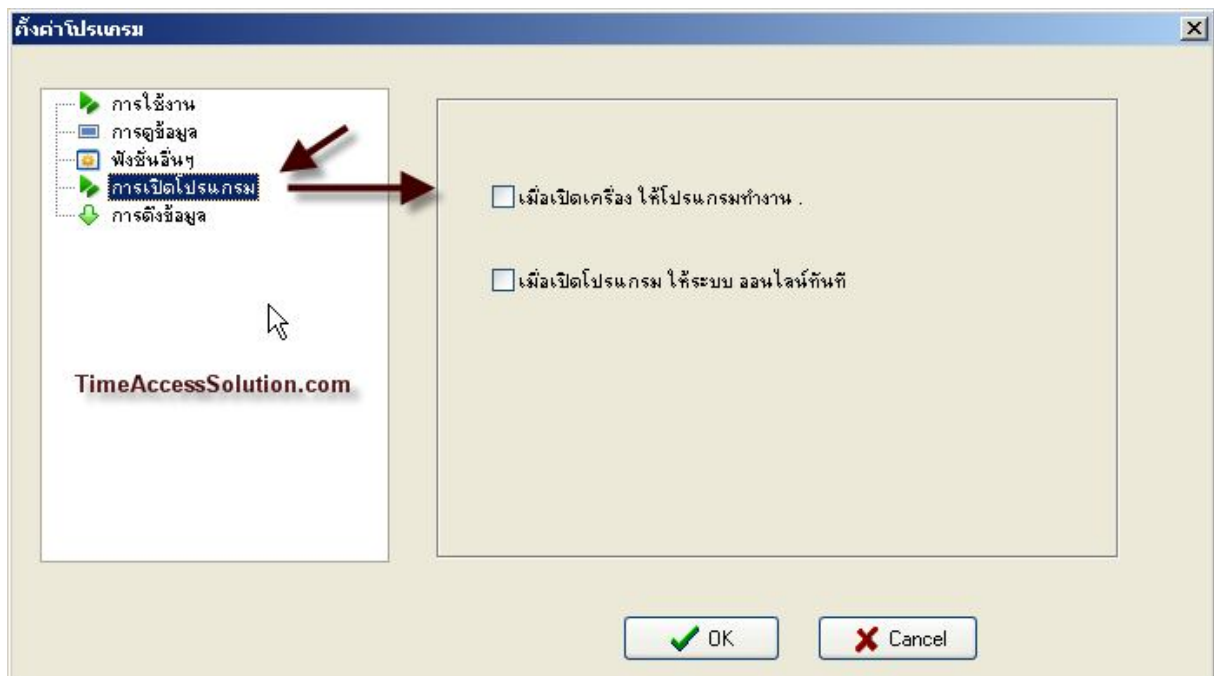 ตั้งค่าโปรแกรม
การใช้งาน
การดูข้อมูล
ฟังชั่นอื่นๆ
การเปิดโปรแกรม
การดึงข้อมูล
TimeAccessSolution.com
เมื่อเปิดเครื่อง ให้โปรแกรมทำงาน .
เมื่อเปิดโปรแกรม ให้ระบบ ออนไลน์ทันที
OK
Cancel